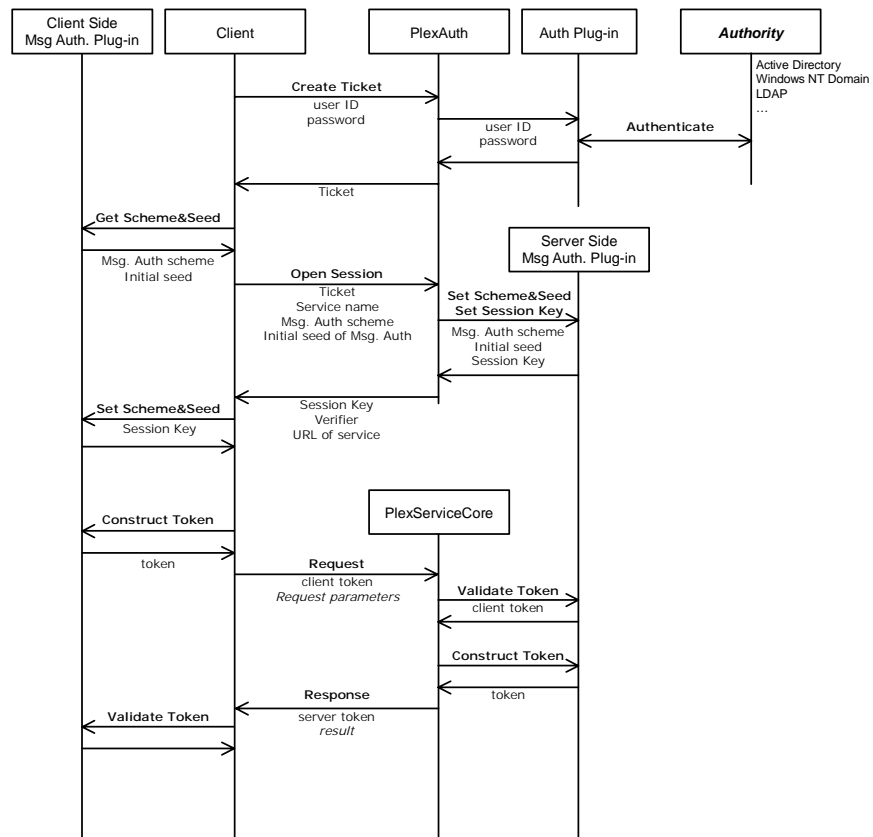 Client Side
Msg Auth. Plug-in
Client
PlexAuth
Auth Plug-in
Authority
Active Directory
Windows NT Domain
LDAP
...
Create Ticket
user ID
password
user ID
password
Authenticate
Ticket
Get Scheme&Seed
Msg. Auth scheme
Initial seed
Server Side
Msg Auth. Plug-in
Open Session
Ticket
Service name
Msg. Auth scheme
Initial seed of Msg. Auth
Set Scheme&Seed
Set Session Key
Msg. Auth scheme
Initial seed
Session Key
Session Key
Verifier
URL of service
Set Scheme&Seed
Session Key
PlexServiceCore
Construct Token
token
Request
client token
Request parameters
Validate Token
client token
Construct Token
token
Response
server token
result
Validate Token